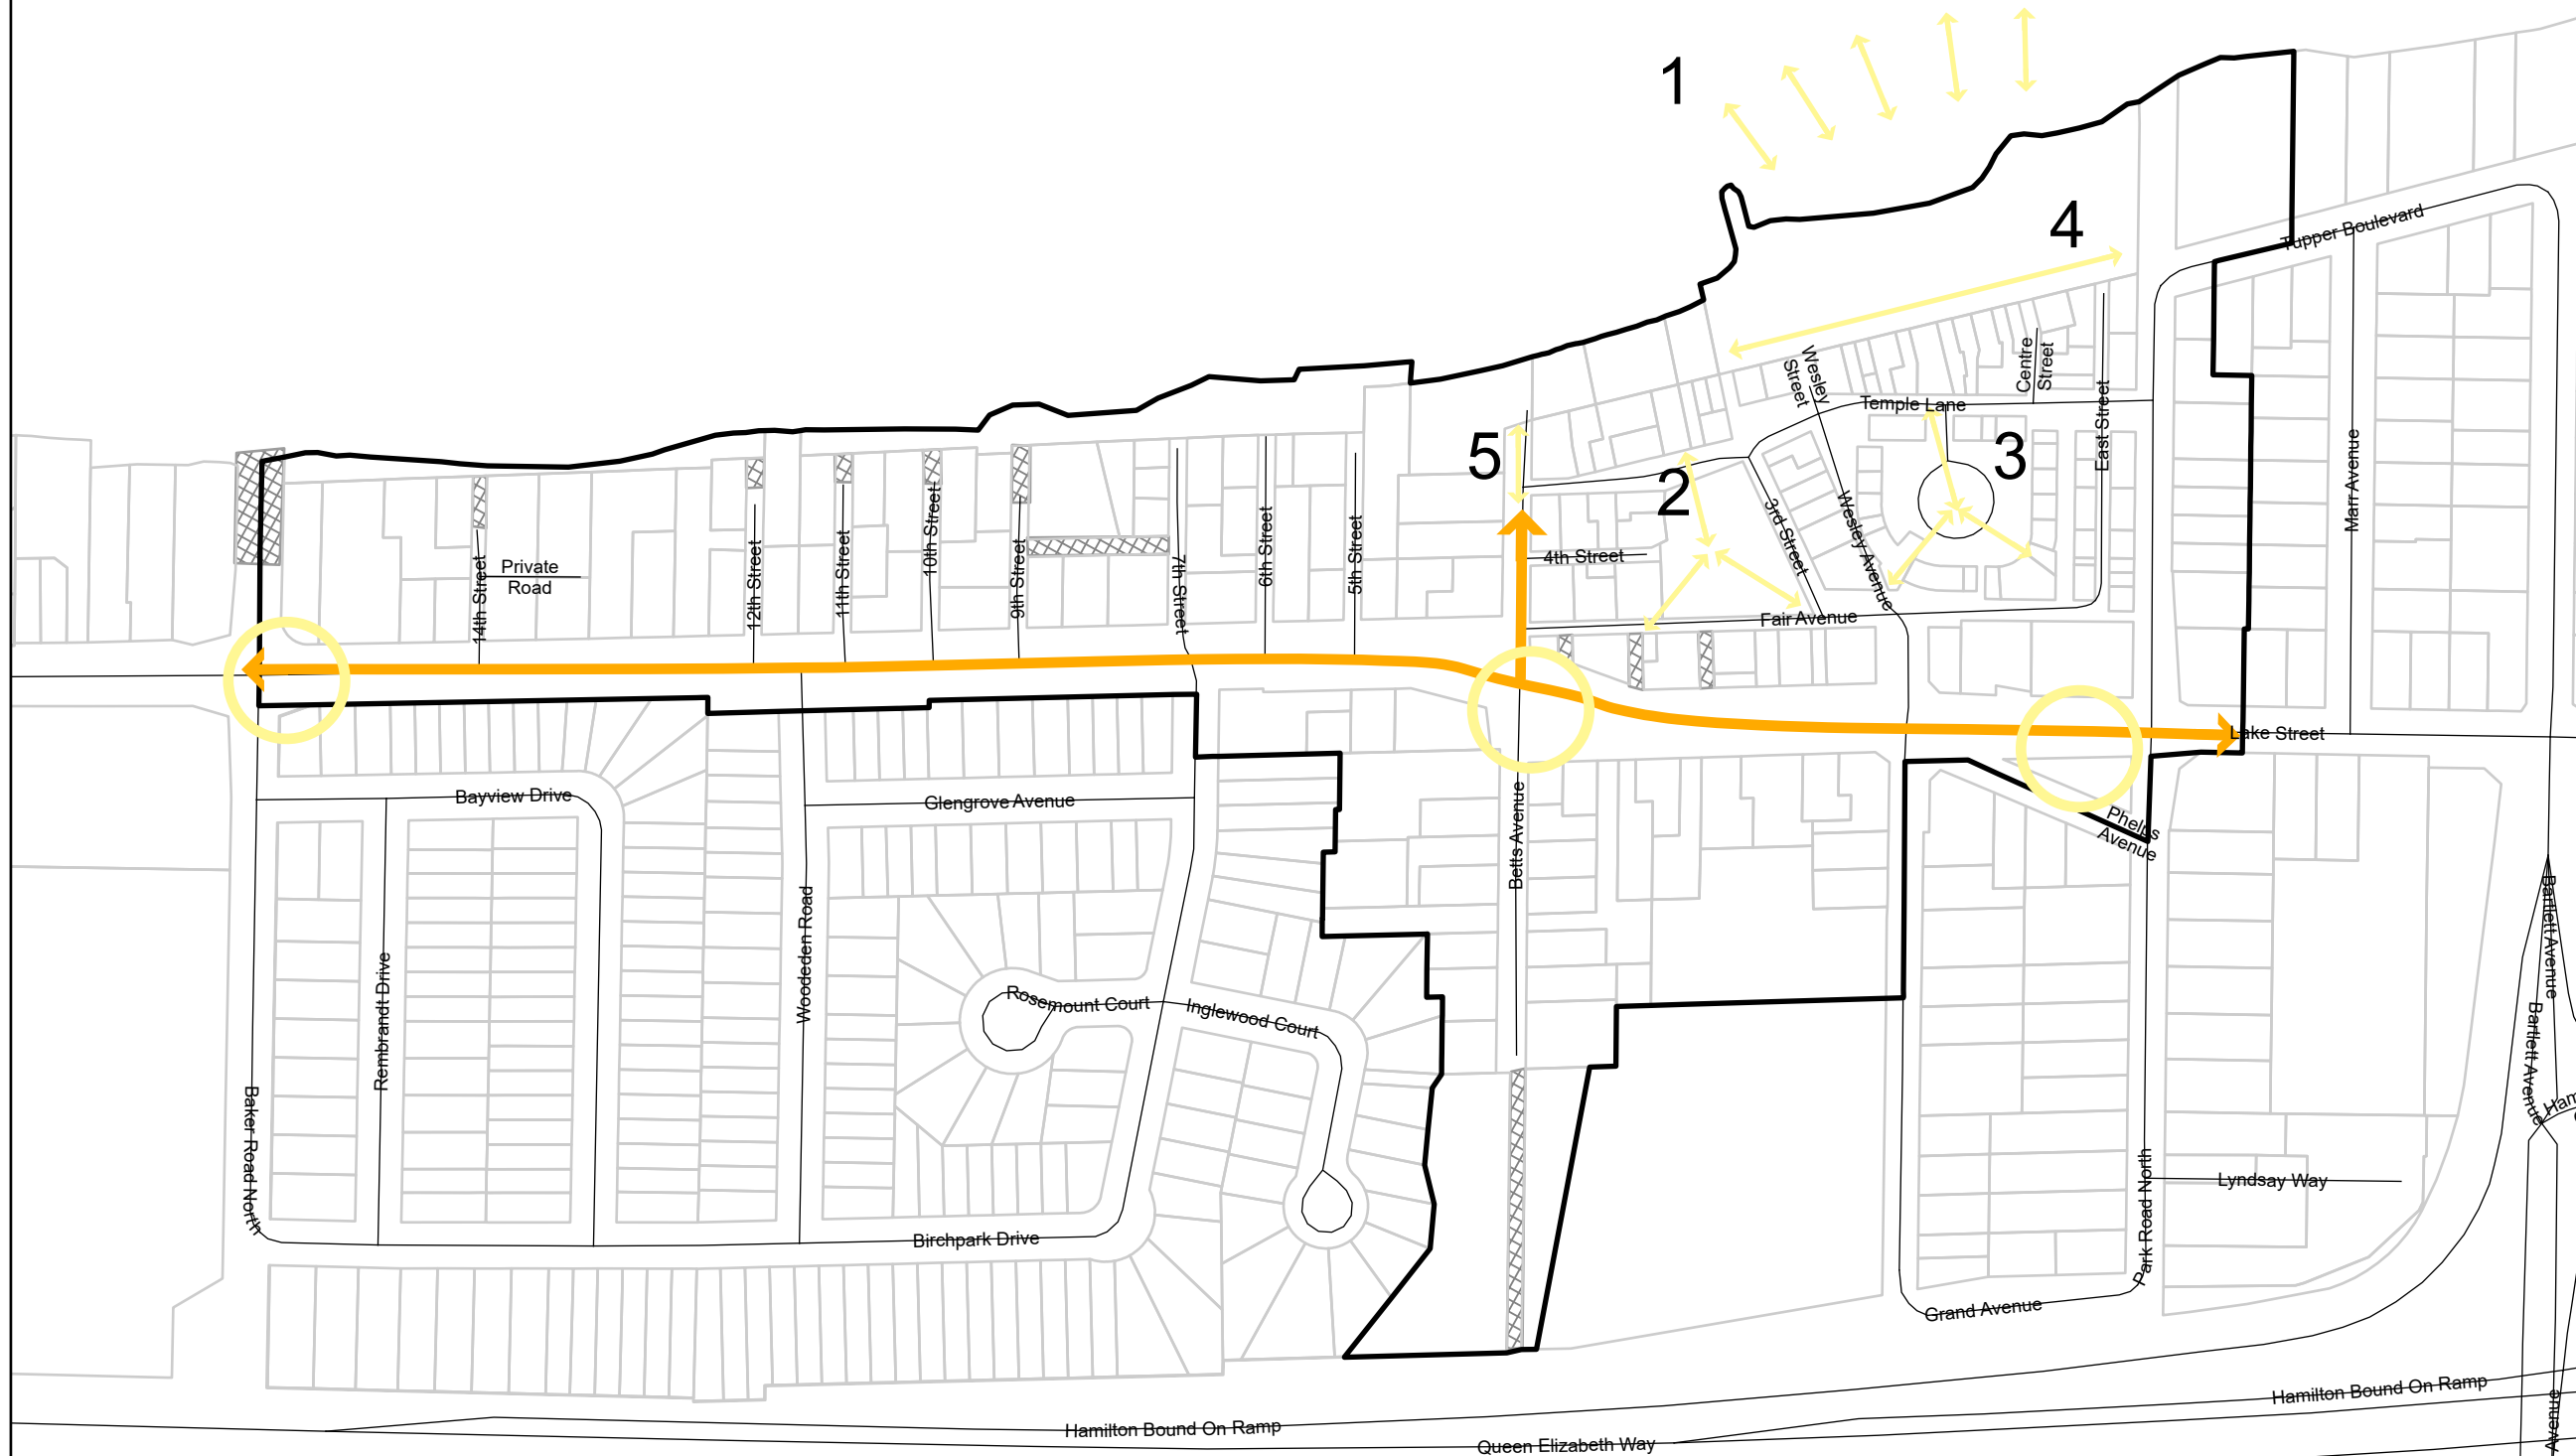 1
4
Tupper Boulevard
Wesley
Street
Centre
Street
Temple Lane
East Street
Marr Avenue
5
2
3
3rd Street
Wesley Avenue
4th Street
Fair Avenue
14th Street
Private
Road
12th Street
11th Street
10th Street
9th Street
7th Street
6th Street
5th Street
Lake Street
Phelps
Avenue
Bayview Drive
Glengrove Avenue
Betts Avenue
Woodeden Road
Rembrandt Drive
Rosemount Court
Inglewood Court
Baker Road North
Birchpark Drive
Bartlett Avenue
Bartlett Avenue
Ham
Park Road North
Lyndsay Way
Grand Avenue
Hamilton Bound On Ramp
Hamilton Bound On Ramp
Queen Elizabeth Way
Avenue